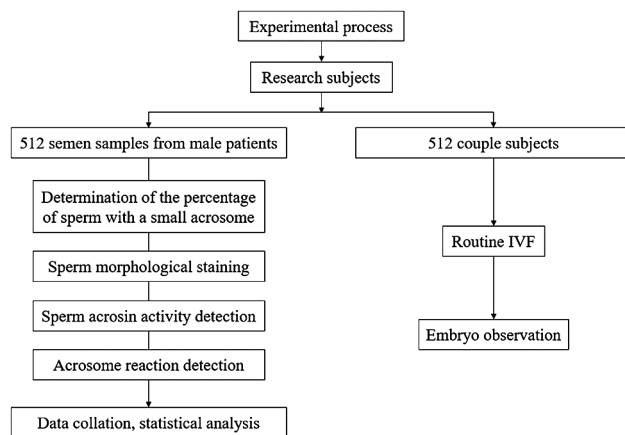 Experimental process
Research subjects
512 semen samples from male patients
512 couple subjects
Determination of the percentage
of sperm with a small acrosome
Sperm morphological staining
Sperm acrosin activity detection
Acrosome reaction detection
Data collation, statistical analysis
Routine IVF
Embryo observation